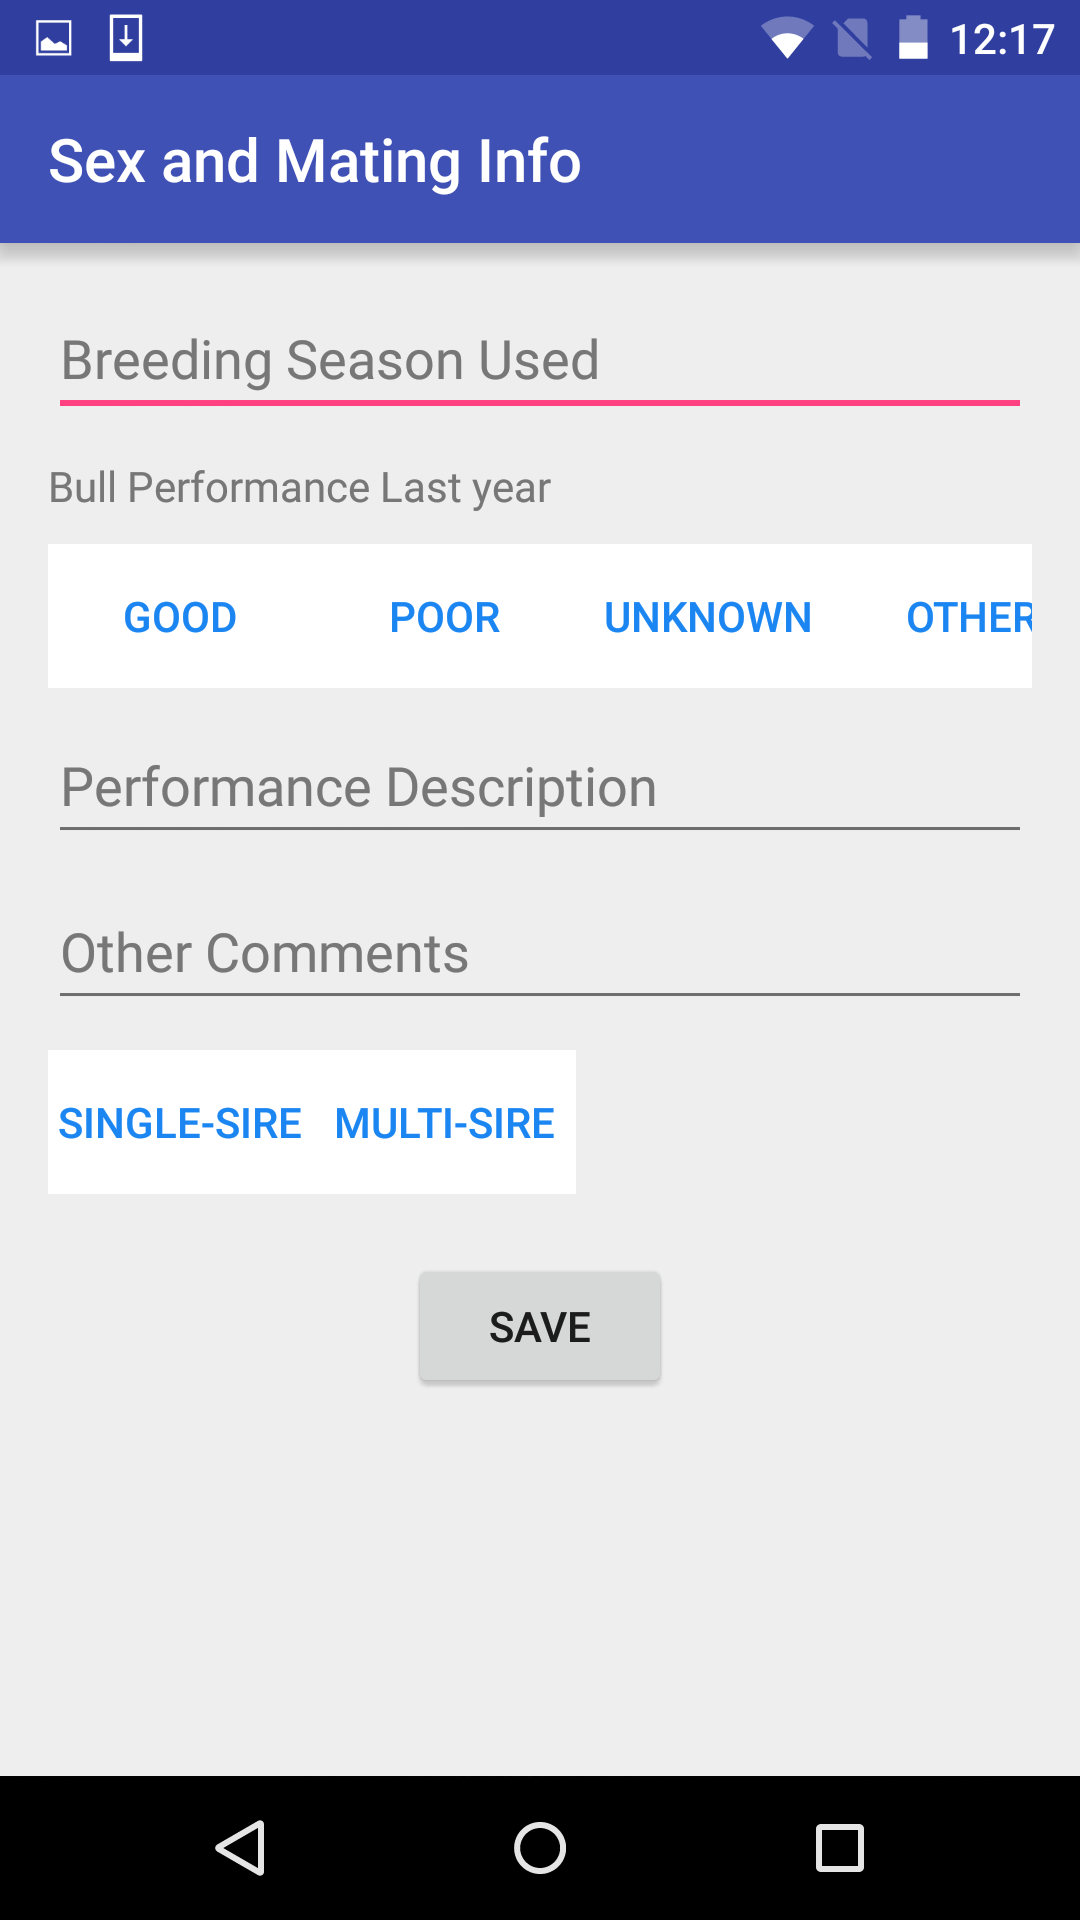 12:17
Sex and Mating Info
Breeding Season Used
Bull Performance Last year
GOOD POOR UNKNOWN OTHER
Performance Description
Other Comments
SINGLE-SIRE MULTI-SIRE
SAVE